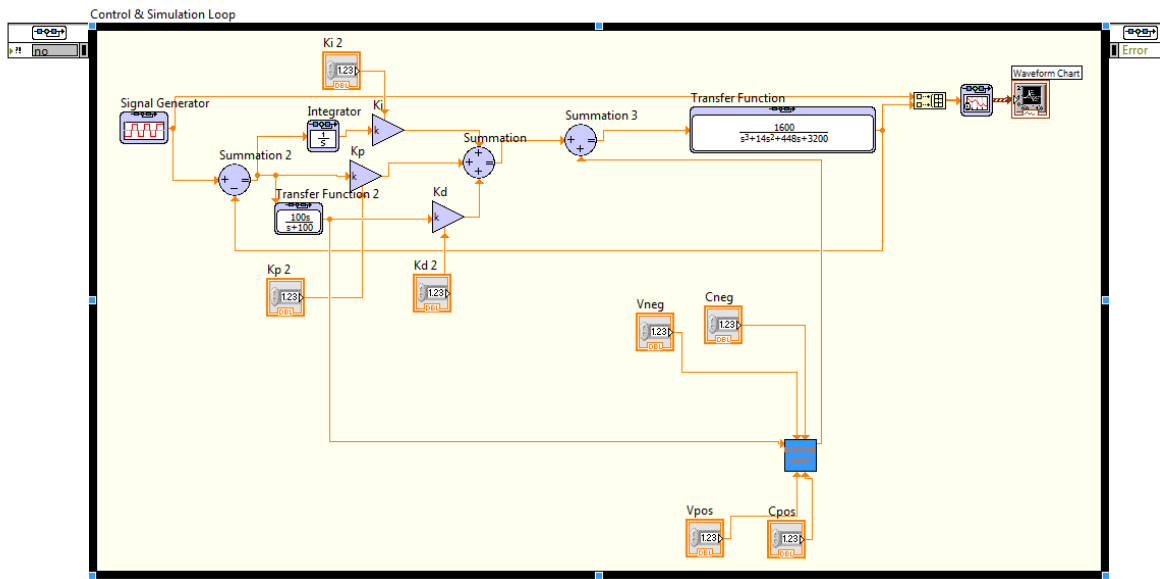 Control & Simulation Loop
?! no
Error
Ki 2
1.23
DBL
Waveform Chart
Signal Generator
Integrator
1
s
Ki
k
Transfer Function
1600
s³+14s²+448s+3200
Summation 3
+
+ =
Summation
+
+ =
+
Summation 2
+ =
−
Kp
k
Transfer Function 2
100s
s+100
Kd
k
Kp 2
1.23
DBL
Kd 2
1.23
DBL
Vneg
1.23
DBL
Cneg
1.23
DBL
Vpos
1.23
DBL
Cpos
1.23
DBL